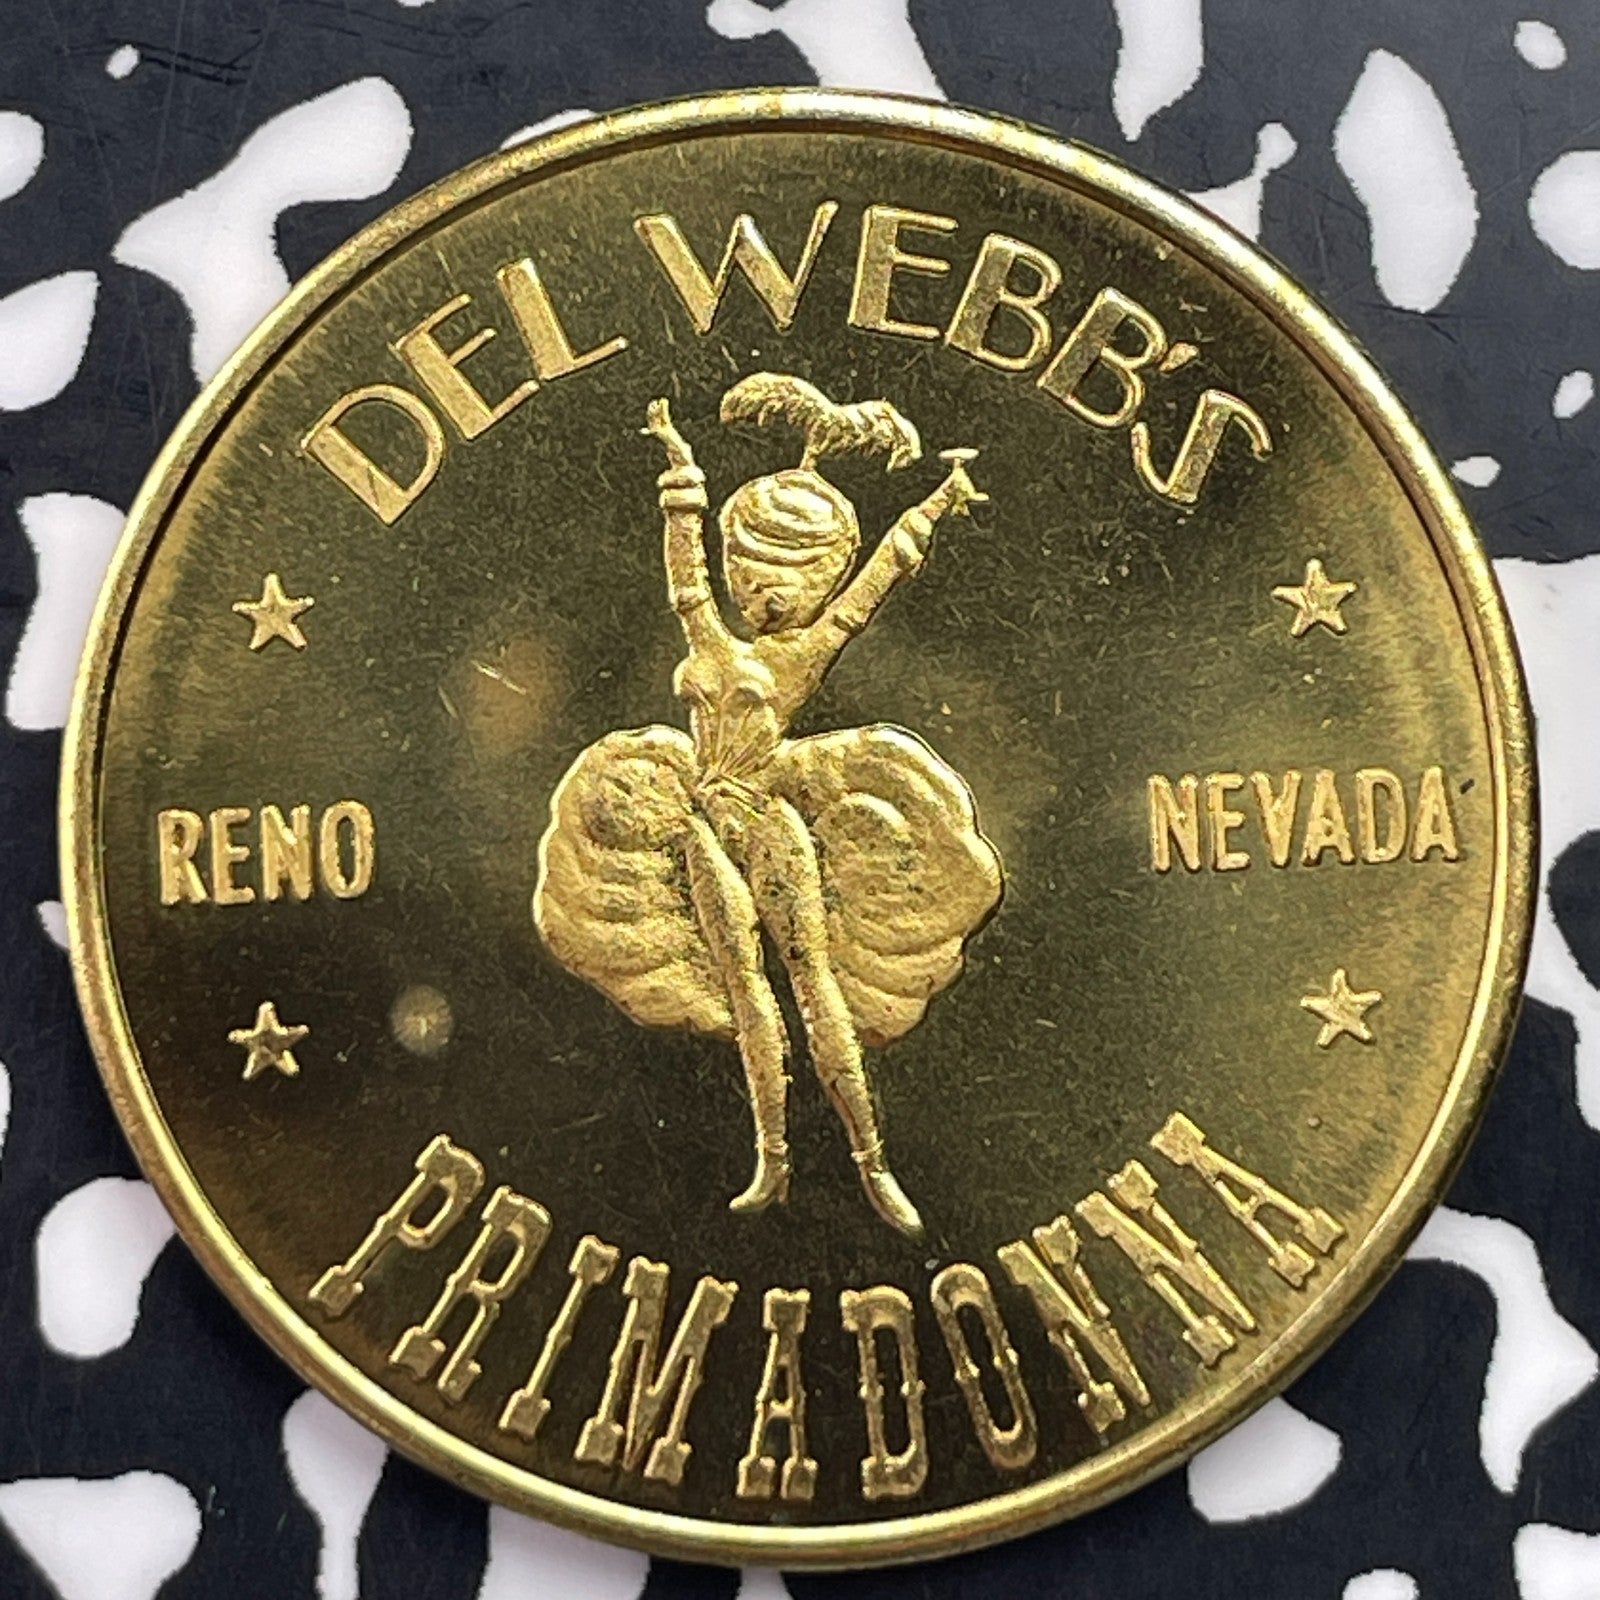 DEL WEBB'S
RENO
NEVADA
PRIMADONNA